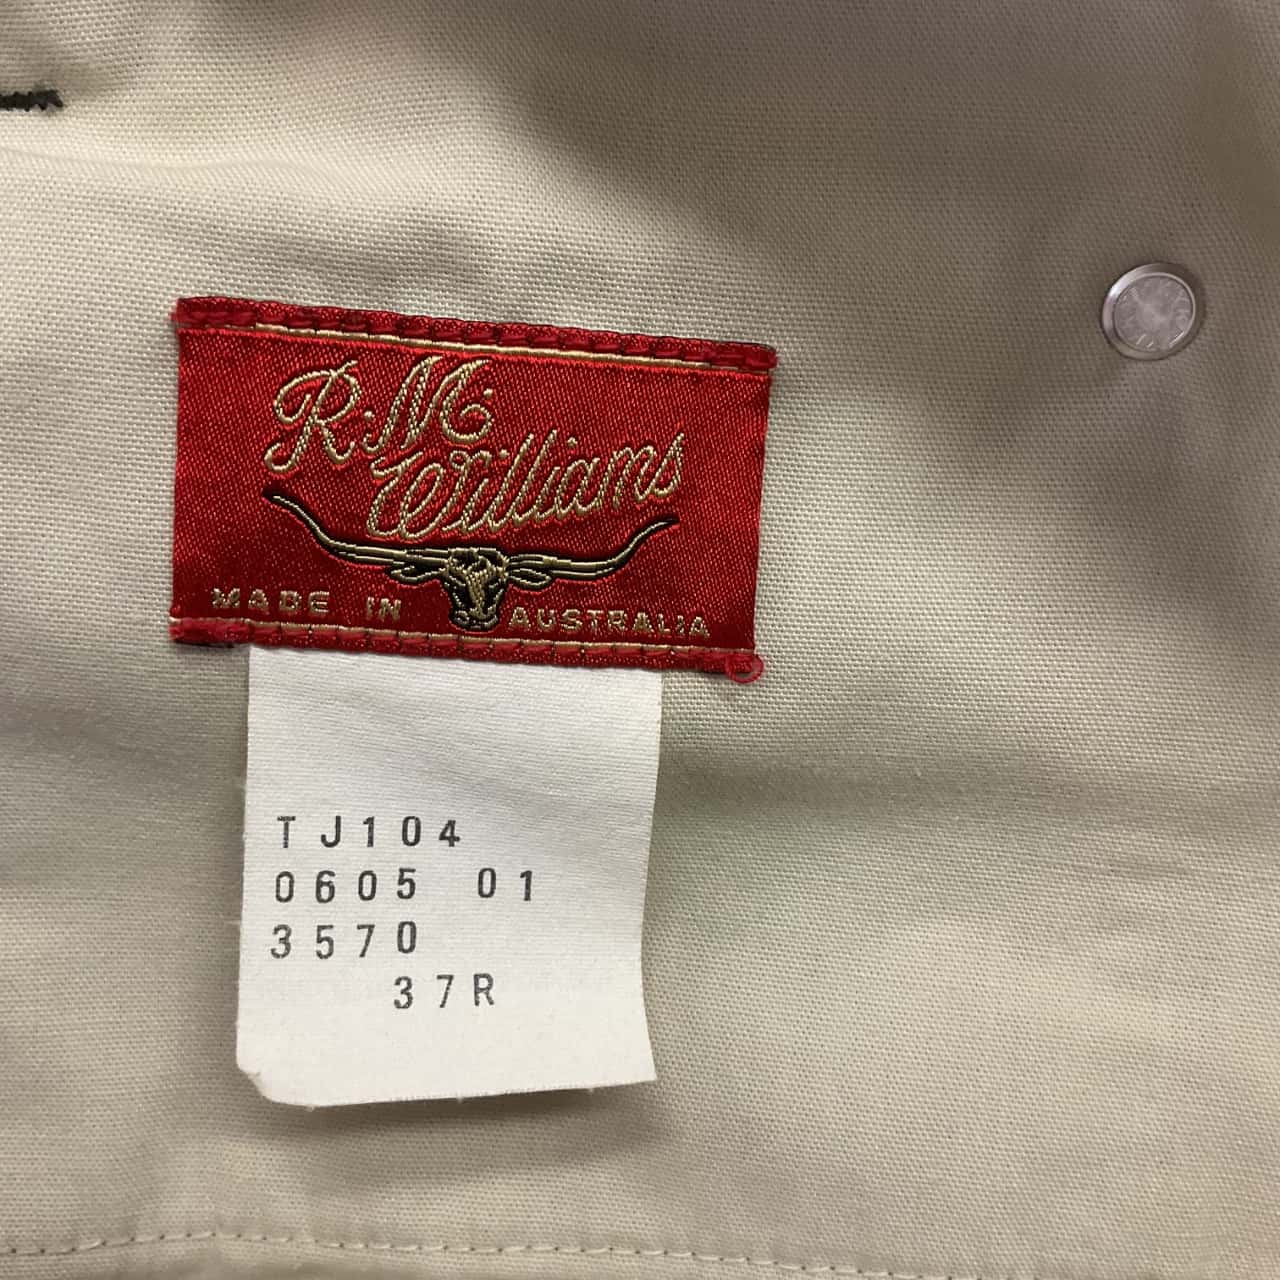 R.M.
Williams
MADE IN AUSTRALIA
TJ104
0605 01
3570
37R